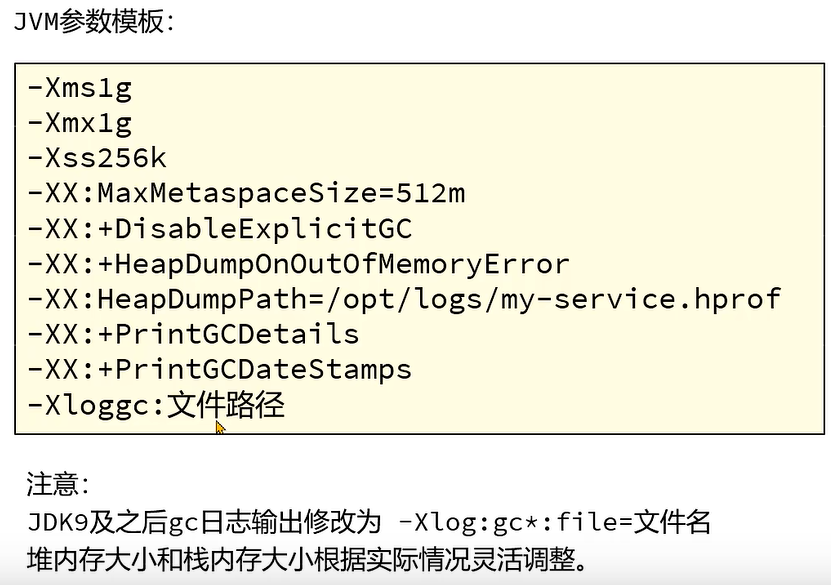 JVM参数模板：
-Xms1g
-Xmx1g
-Xss256k
-XX:MaxMetaspaceSize=512m
-XX:+DisableExplicitGC
-XX:+HeapDumpOnOutOfMemoryError
-XX:HeapDumpPath=/opt/logs/my-service.hprof
-XX:+PrintGCDetails
-XX:+PrintGCDateStamps
-Xloggc:文件路径
注意：
JDK9及之后gc日志输出修改为 -Xlog:gc*:file=文件名
堆内存大小和栈内存大小根据实际情况灵活调整。